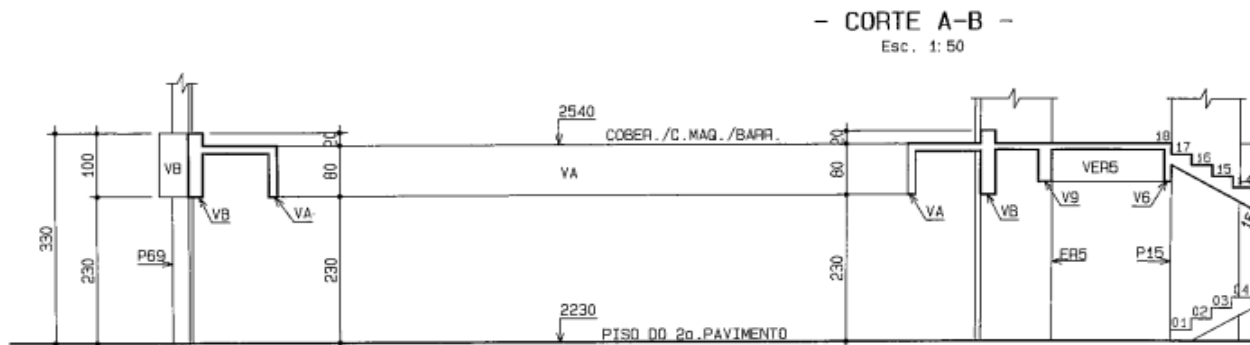 - CORTE A-B -
Esc. 1:50
2540
COBER./C.MAQ./BARR.
20
20
18
17
16
15
14
100
VB
80
VA
80
VER5
VB
VA
VA
VB
V9
V6
14
330
230
P69
230
230
ER5
P15
04
03
02
01
2230
PISO DO 2o.PAVIMENTO